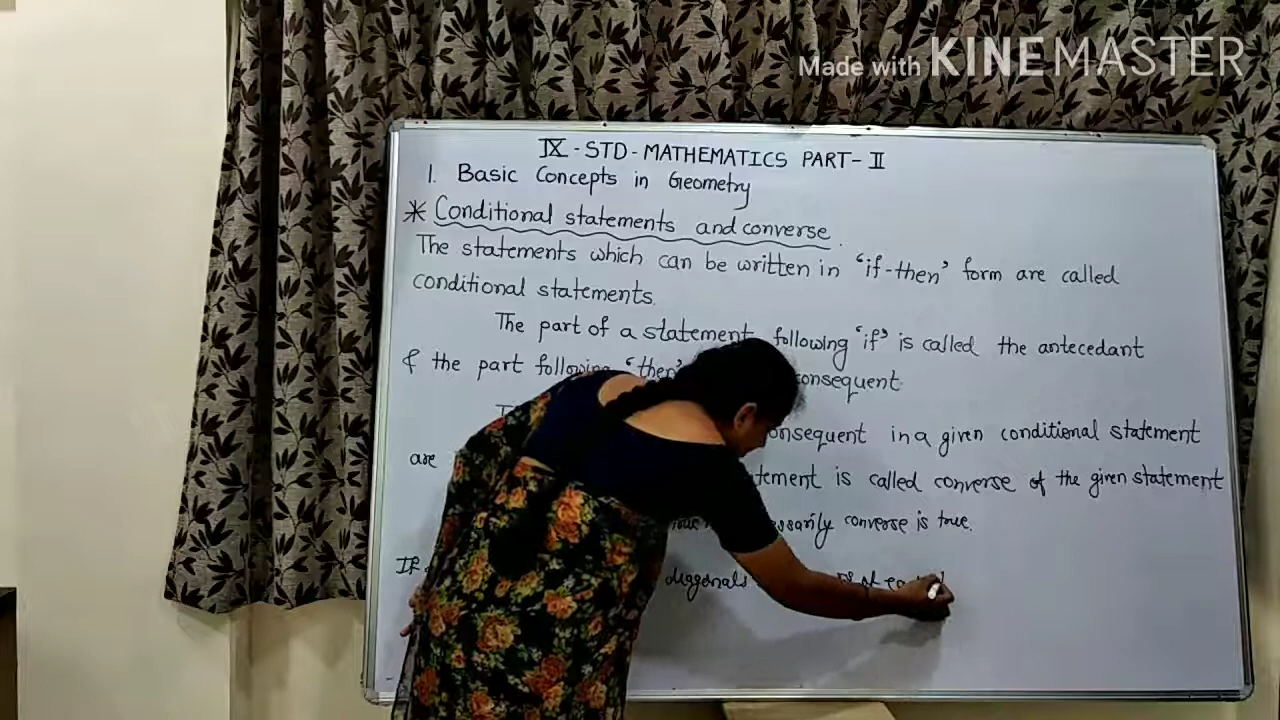 Made with KINEMASTER
IX - STD - MATHEMATICS PART - II
1. Basic Concepts in Geometry
* Conditional statements and converse.
The statements which can be written in ‘if-then’ form are called
conditional statements.
The part of a statement following ‘if’ is called the antecedant
& the part following ‘then’ consequent.
consequent in a given conditional statement
are statement is called converse of the given statement
converse is true.
If diagonals